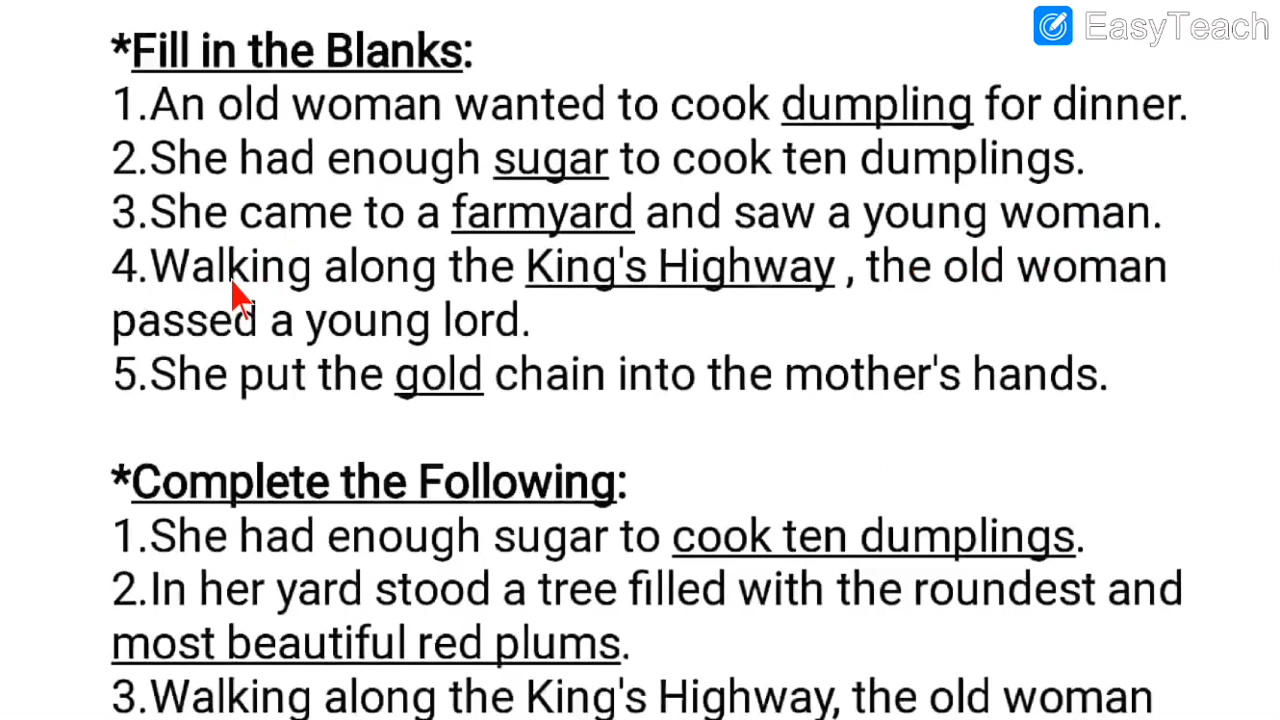 EasyTeach
*Fill in the Blanks:
1.An old woman wanted to cook dumpling for dinner.
2.She had enough sugar to cook ten dumplings.
3.She came to a farmyard and saw a young woman.
4.Walking along the King's Highway , the old woman
passed a young lord.
5.She put the gold chain into the mother's hands.
*Complete the Following:
1.She had enough sugar to cook ten dumplings.
2.In her yard stood a tree filled with the roundest and
most beautiful red plums.
3.Walking along the King's Highway, the old woman